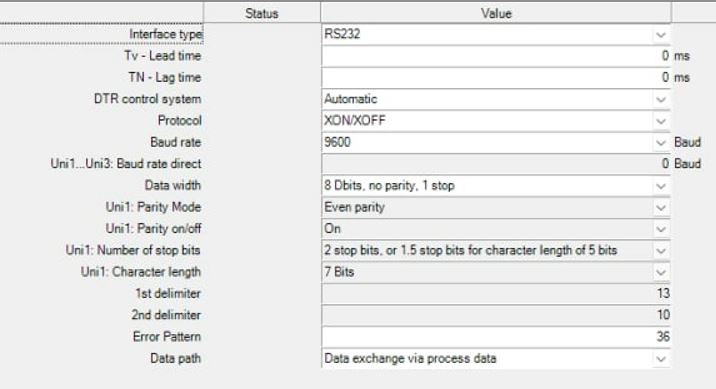 Status Value
Interface type RS232
Tv - Lead time 0 ms
TN - Lag time 0 ms
DTR control system Automatic
Protocol XON/XOFF
Baud rate 9600 Baud
Uni1...Uni3: Baud rate direct 0 Baud
Data width 8 Dbits, no parity, 1 stop
Uni1: Parity Mode Even parity
Uni1: Parity on/off On
Uni1: Number of stop bits 2 stop bits, or 1.5 stop bits for character length of 5 bits
Uni1: Character length 7 Bits
1st delimiter 13
2nd delimiter 10
Error Pattern 36
Data path Data exchange via process data